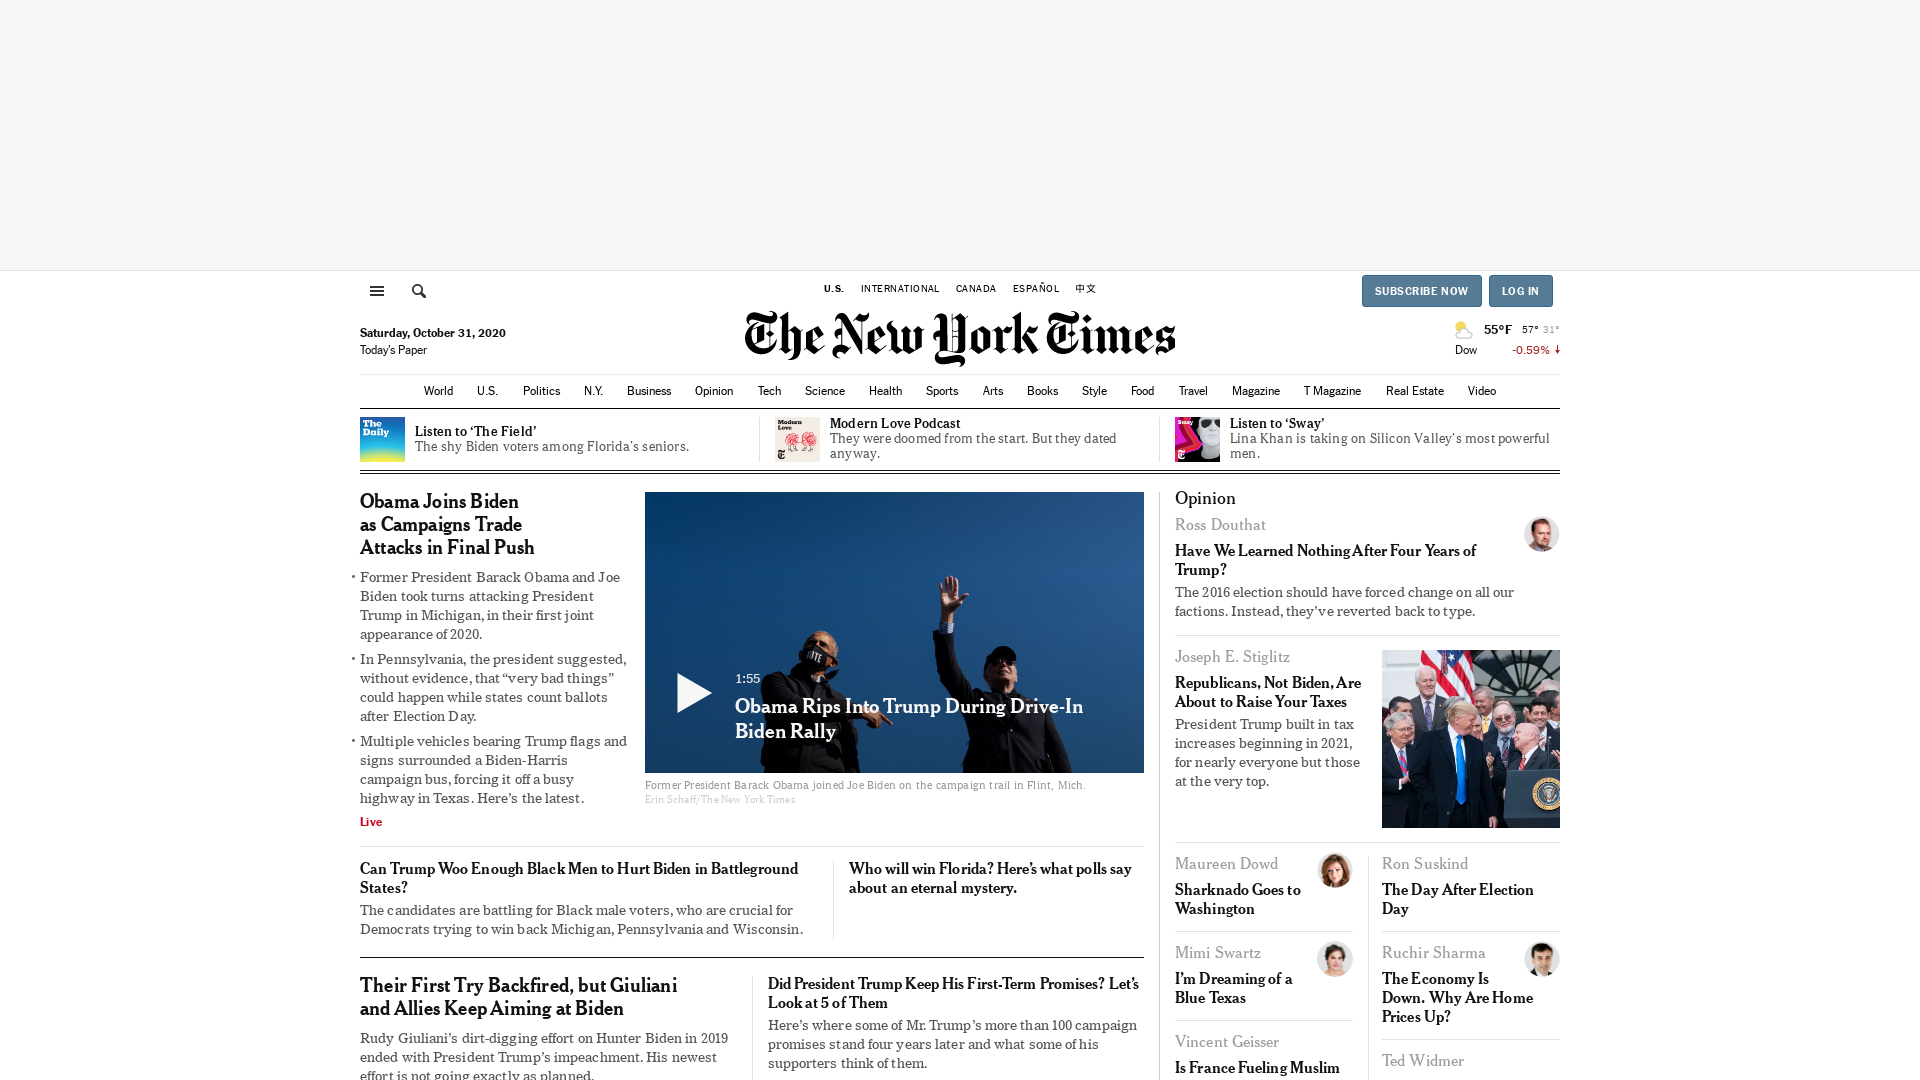 U.S. INTERNATIONAL CANADA ESPAÑOL 中文
SUBSCRIBE NOW LOG IN
Saturday, October 31, 2020
Today's Paper
The New York Times
55°F 57° 31°
Dow -0.59% ↓
World U.S. Politics N.Y. Business Opinion Tech Science Health Sports Arts Books Style Food Travel Magazine T Magazine Real Estate Video
The
Daily
Listen to ‘The Field’
The shy Biden voters among Florida’s seniors.
Modern
Love
Modern Love Podcast
They were doomed from the start. But they dated
anyway.
Sway
Listen to ‘Sway’
Lina Khan is taking on Silicon Valley’s most powerful
men.
Obama Joins Biden
as Campaigns Trade
Attacks in Final Push
• Former President Barack Obama and Joe
Biden took turns attacking President
Trump in Michigan, in their first joint
appearance of 2020.
• In Pennsylvania, the president suggested,
without evidence, that “very bad things”
could happen while states count ballots
after Election Day.
• Multiple vehicles bearing Trump flags and
signs surrounded a Biden-Harris
campaign bus, forcing it off a busy
highway in Texas. Here’s the latest.
Live
VOTE
1:55
Obama Rips Into Trump During Drive-In
Biden Rally
Former President Barack Obama joined Joe Biden on the campaign trail in Flint, Mich.
Erin Schaff/The New York Times
Can Trump Woo Enough Black Men to Hurt Biden in Battleground
States?
The candidates are battling for Black male voters, who are crucial for
Democrats trying to win back Michigan, Pennsylvania and Wisconsin.
Who will win Florida? Here’s what polls say
about an eternal mystery.
Their First Try Backfired, but Giuliani
and Allies Keep Aiming at Biden
Rudy Giuliani’s dirt-digging effort on Hunter Biden in 2019
ended with President Trump’s impeachment. His newest
effort is not going exactly as planned.
Did President Trump Keep His First-Term Promises? Let’s
Look at 5 of Them
Here’s where some of Mr. Trump’s more than 100 campaign
promises stand four years later and what some of his
supporters think of them.
Opinion
Ross Douthat
Have We Learned Nothing After Four Years of
Trump?
The 2016 election should have forced change on all our
factions. Instead, they’ve reverted back to type.
Joseph E. Stiglitz
Republicans, Not Biden, Are
About to Raise Your Taxes
President Trump built in tax
increases beginning in 2021,
for nearly everyone but those
at the very top.
Maureen Dowd
Sharknado Goes to
Washington
Ron Suskind
The Day After Election
Day
Mimi Swartz
I’m Dreaming of a
Blue Texas
Ruchir Sharma
The Economy Is
Down. Why Are Home
Prices Up?
Vincent Geisser
Is France Fueling Muslim
Ted Widmer